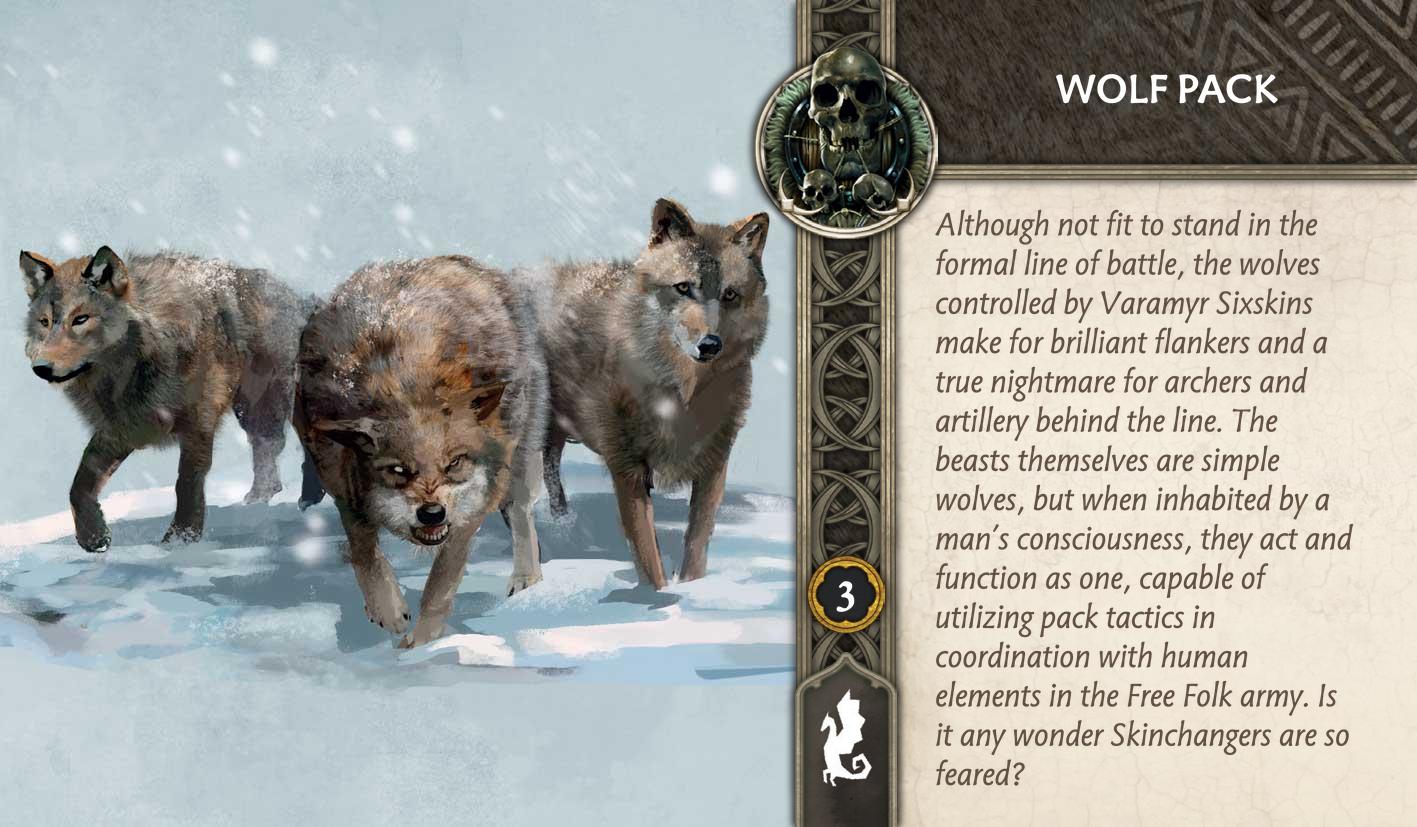 WOLF PACK
Although not fit to stand in the
formal line of battle, the wolves
controlled by Varamyr Sixskins
make for brilliant flankers and a
true nightmare for archers and
artillery behind the line. The
beasts themselves are simple
wolves, but when inhabited by a
man's consciousness, they act and
function as one, capable of
utilizing pack tactics in
coordination with human
elements in the Free Folk army. Is
it any wonder Skinchangers are so
feared?
3